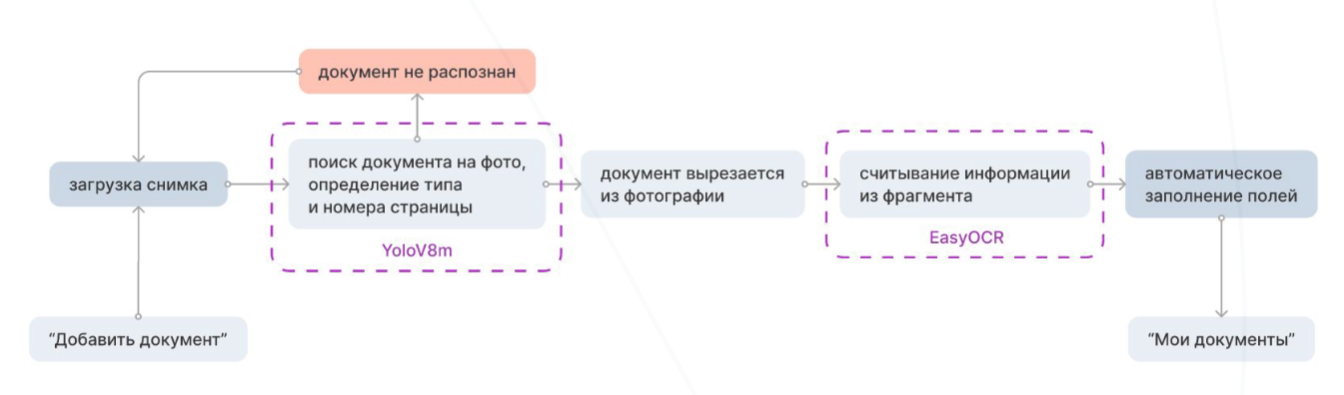 документ не распознан
загрузка снимка
поиск документа на фото,
определение типа
и номера страницы
YoloV8m
документ вырезается
из фотографии
считывание информации
из фрагмента
EasyOCR
автоматическое
заполнение полей
“Добавить документ”
“Мои документы”